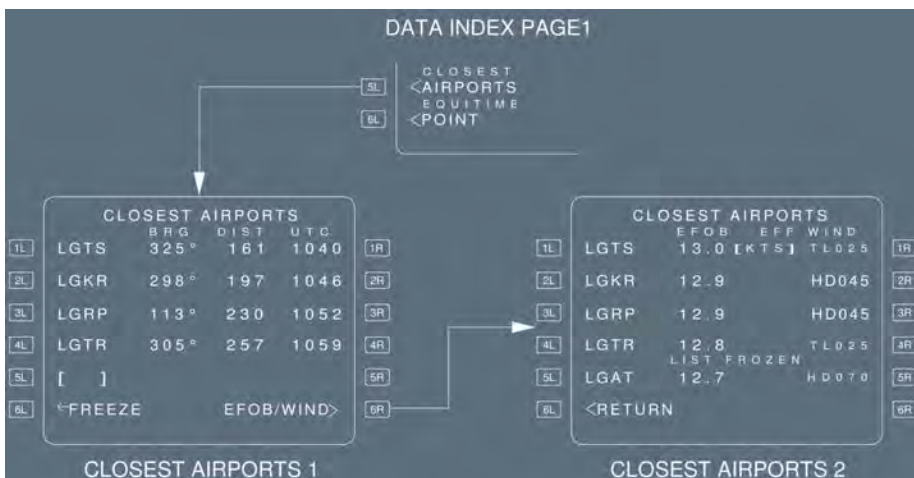 DATA INDEX PAGE1
CLOSEST
5L <AIRPORTS
EQUITIME
6L <POINT
CLOSEST AIRPORTS
BRG DIST UTC
1L LGTS 325° 161 1040 1R
2L LGKR 298° 197 1046 2R
3L LGRP 113° 230 1052 3R
4L LGTR 305° 257 1059 4R
5L [ ] 5R
6L ←FREEZE EFOB/WIND> 6R
CLOSEST AIRPORTS 1
CLOSEST AIRPORTS
EFOB EFF WIND
1L LGTS 13.0 [KTS] TL025 1R
2L LGKR 12.9 HD045 2R
3L LGRP 12.9 HD045 3R
4L LGTR 12.8 TL025 4R
LIST FROZEN
5L LGAT 12.7 HD070 5R
6L <RETURN 6R
CLOSEST AIRPORTS 2